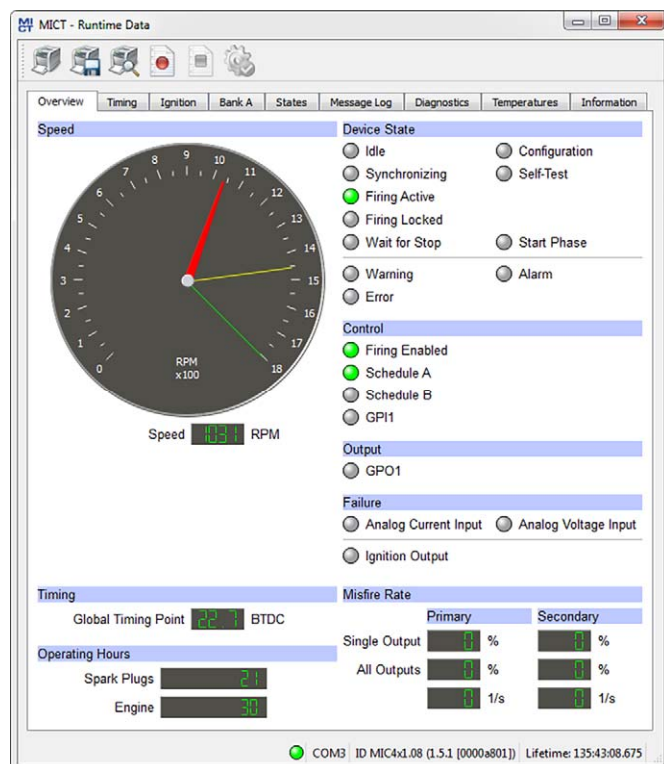 MICT - Runtime Data
Overview Timing Ignition Bank A States Message Log Diagnostics Temperatures Information
Speed
0 1 2 3 4 5 6 7 8 9 10 11 12 13 14 15 16 17 18
RPM
x100
Speed 1031 RPM
Device State
Idle Configuration
Synchronizing Self-Test
Firing Active
Firing Locked
Wait for Stop Start Phase
Warning Alarm
Error
Control
Firing Enabled
Schedule A
Schedule B
GPI1
Output
GPO1
Failure
Analog Current Input Analog Voltage Input
Ignition Output
Timing
Global Timing Point 22.7 BTDC
Operating Hours
Spark Plugs 21
Engine 30
Misfire Rate
Primary Secondary
Single Output 0 % 0 %
All Outputs 0 % 0 %
0 1/s 0 1/s
COM3 ID MIC4x1.08 (1.5.1 [0000a801]) Lifetime: 135:43:08.675